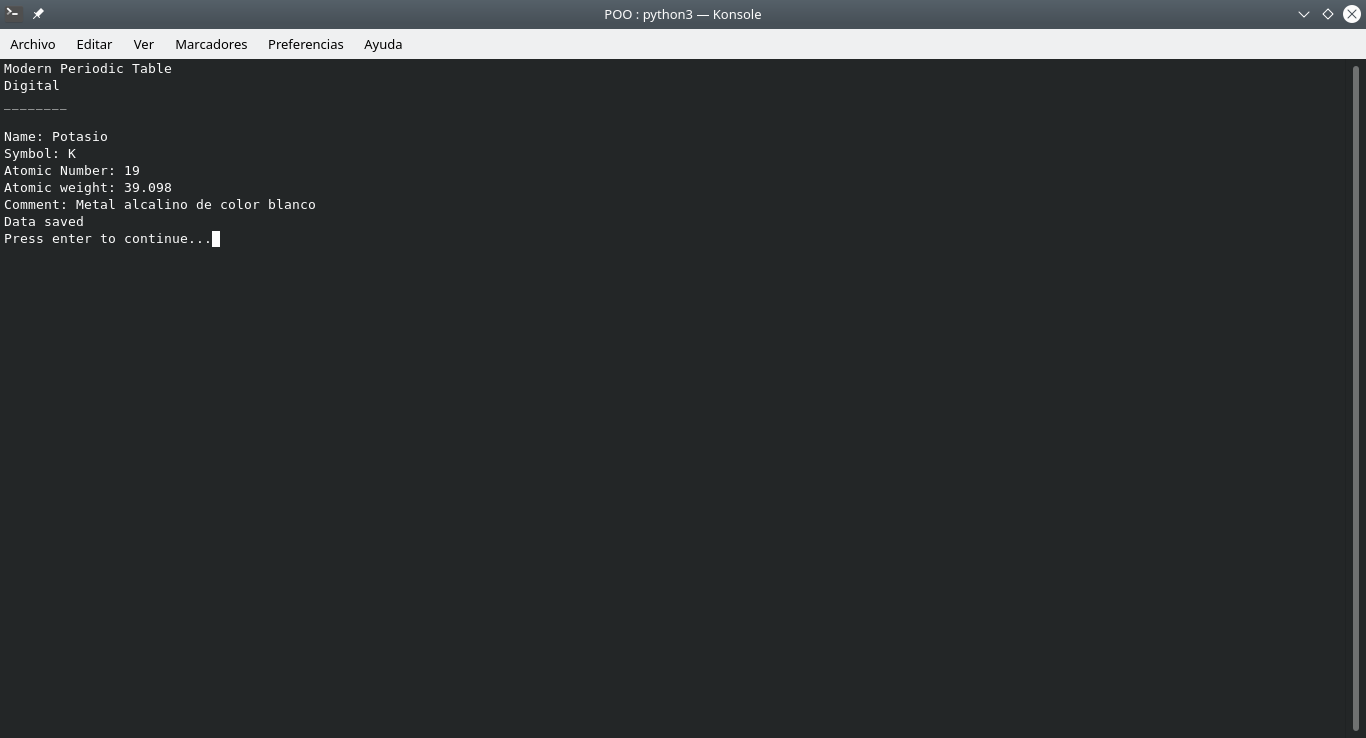 POO : python3 — Konsole
Archivo Editar Ver Marcadores Preferencias Ayuda
Modern Periodic Table
Digital
________
Name: Potasio
Symbol: K
Atomic Number: 19
Atomic weight: 39.098
Comment: Metal alcalino de color blanco
Data saved
Press enter to continue...